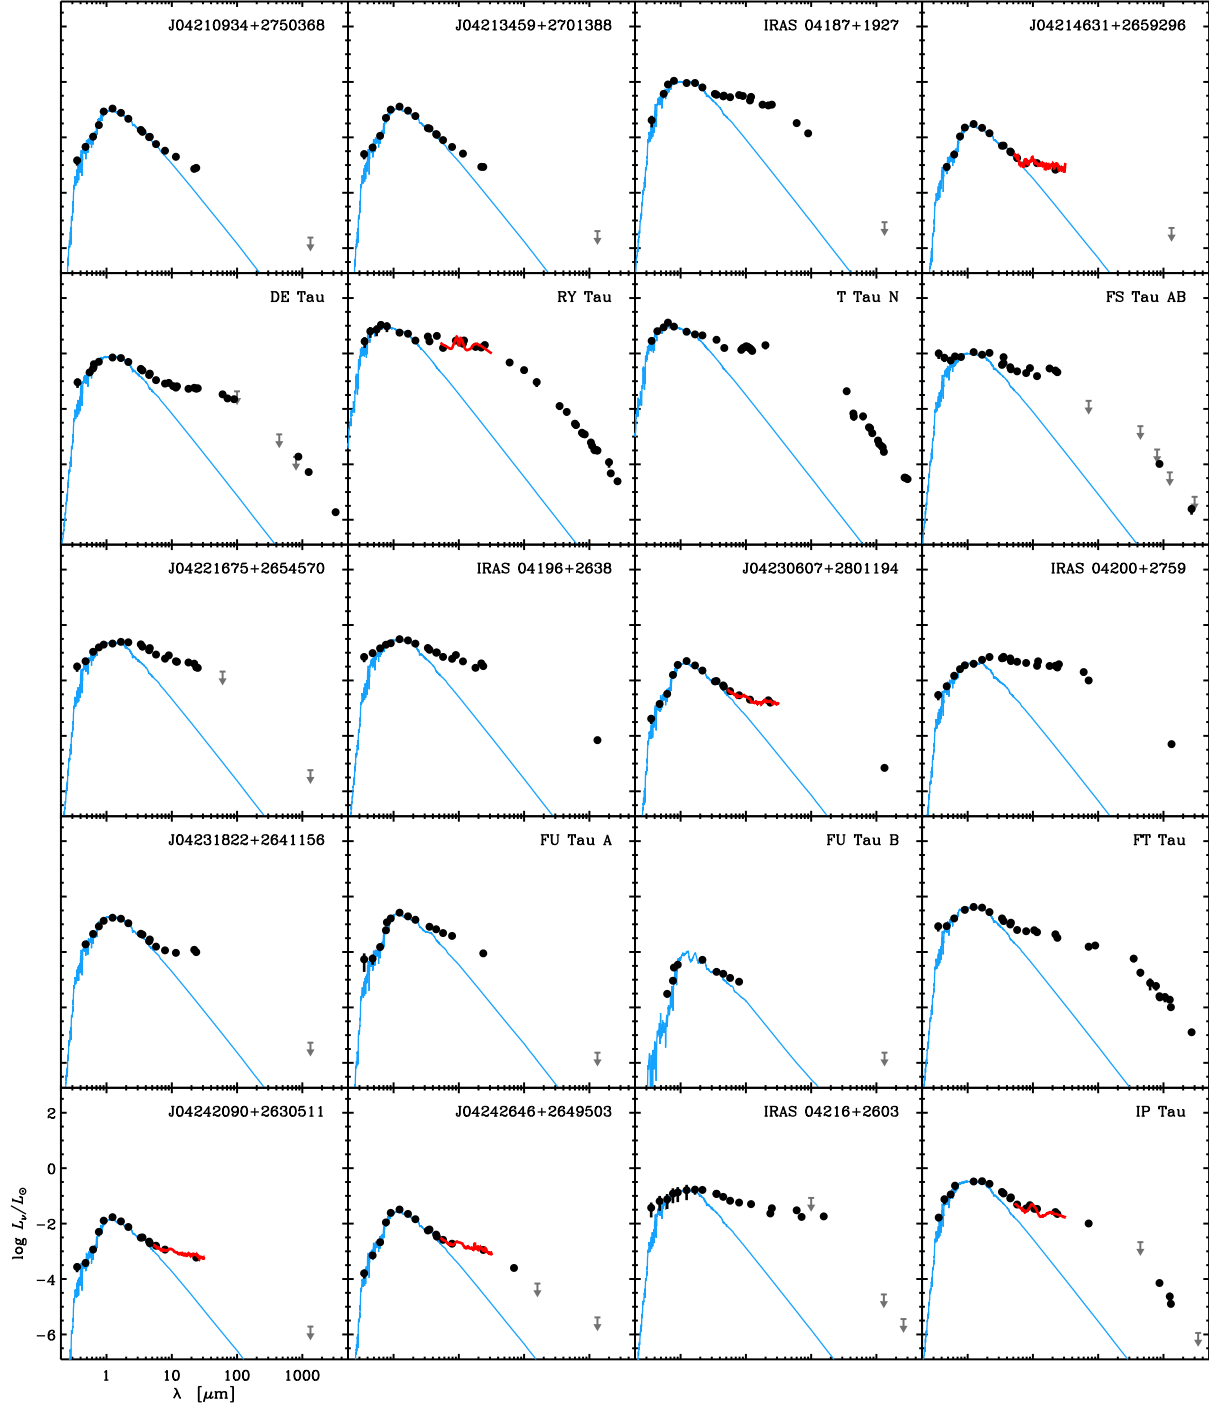 J04210934+2750368
J04213459+2701388
IRAS 04187+1927
J04214631+2659296
DE Tau
RY Tau
T Tau N
FS Tau AB
J04221675+2654570
IRAS 04196+2638
J04230607+2801194
IRAS 04200+2759
J04231822+2641156
FU Tau A
FU Tau B
FT Tau
J04242090+2630511
J04242646+2649503
IRAS 04216+2603
IP Tau
2
0
−2
−4
−6
log Lν/L⊙
1 10 100 1000
λ [μm]